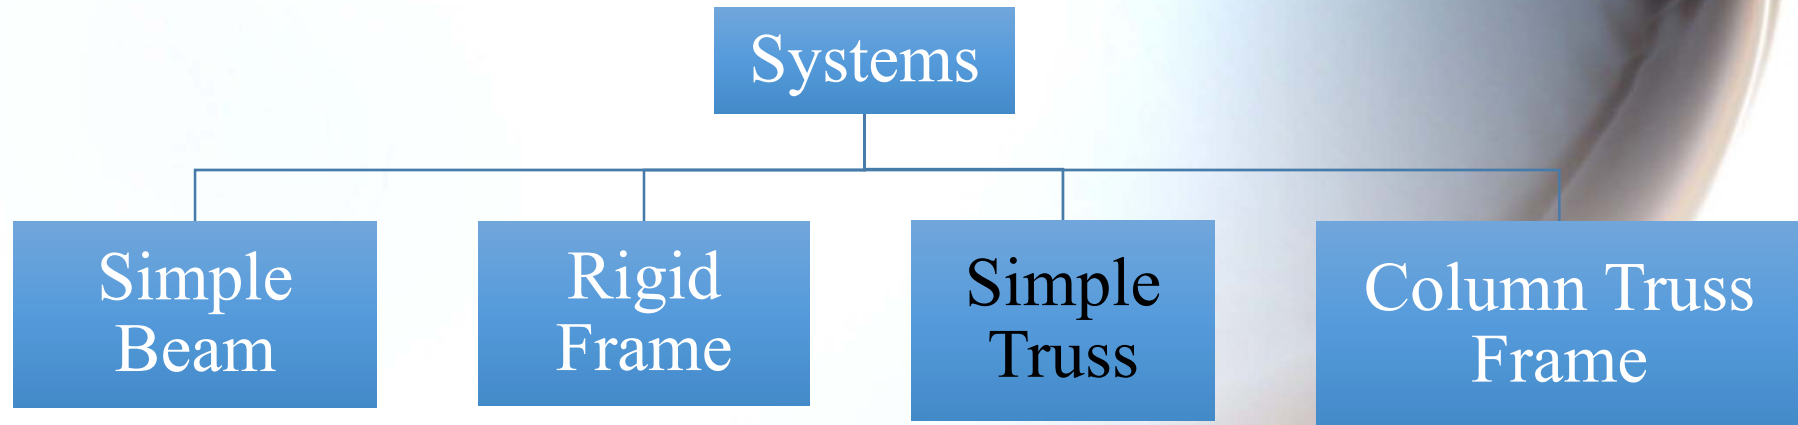 Systems
Simple
Beam
Rigid
Frame
Simple
Truss
Column Truss
Frame